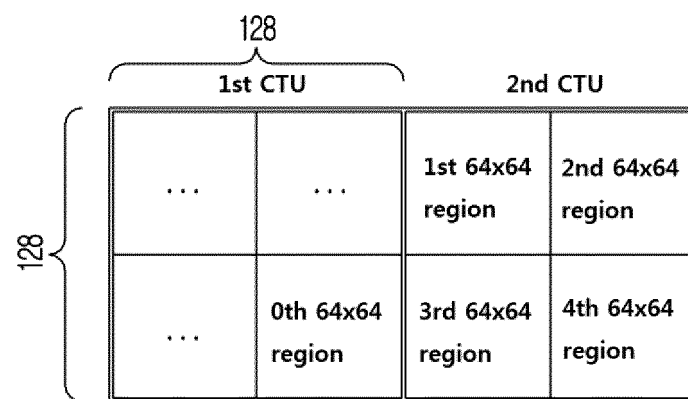 128
1st CTU
2nd CTU
128
...
...
1st 64x64
region
2nd 64x64
region
...
0th 64x64
region
3rd 64x64
region
4th 64x64
region